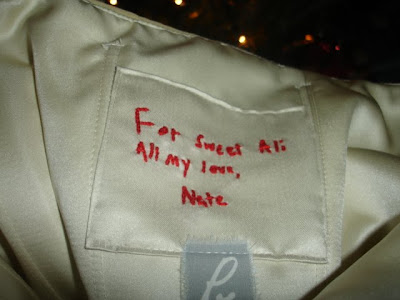 For Sweet Ali
All My love,
Nate